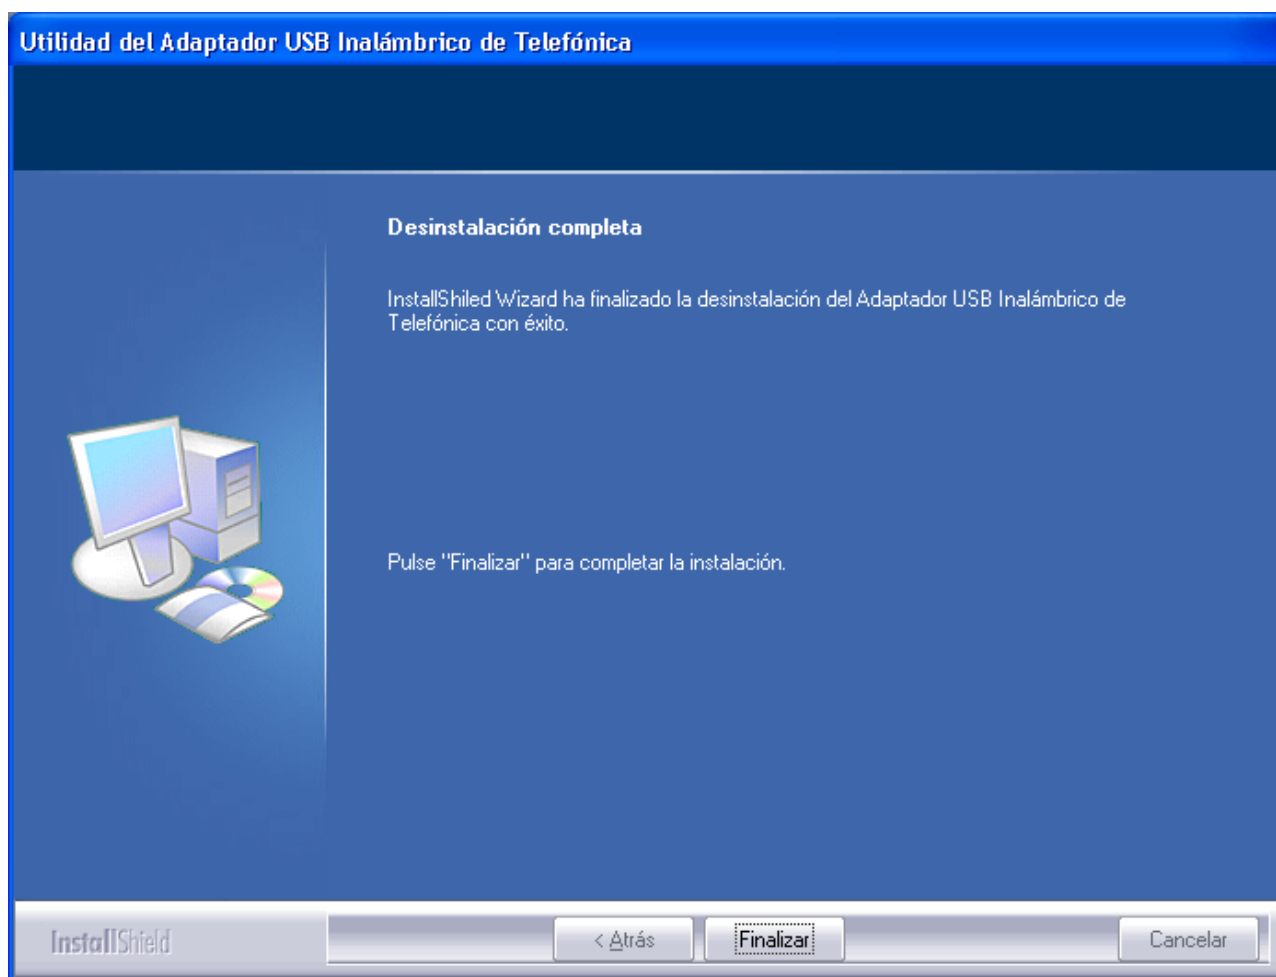 Utilidad del Adaptador USB Inalámbrico de Telefónica
Desinstalación completa
InstallShiled Wizard ha finalizado la desinstalación del Adaptador USB Inalámbrico de
Telefónica con éxito.
Pulse "Finalizar" para completar la instalación.
InstallShield
< Atrás
Finalizar
Cancelar